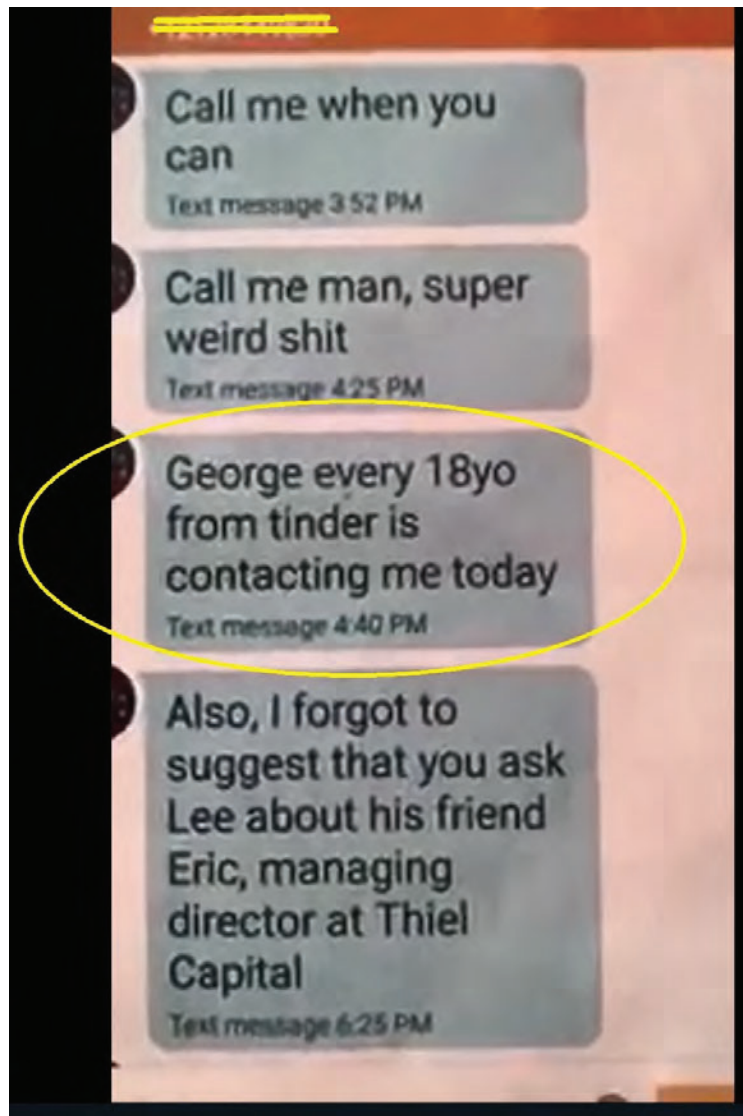 Call me when you
can
Text message 3 52 PM
Call me man, super
weird shit
Text message 4:25 PM
George every 18yo
from tinder is
contacting me today
Text message 4:40 PM
Also, I forgot to
suggest that you ask
Lee about his friend
Eric, managing
director at Thiel
Capital
Text message 6:25 PM